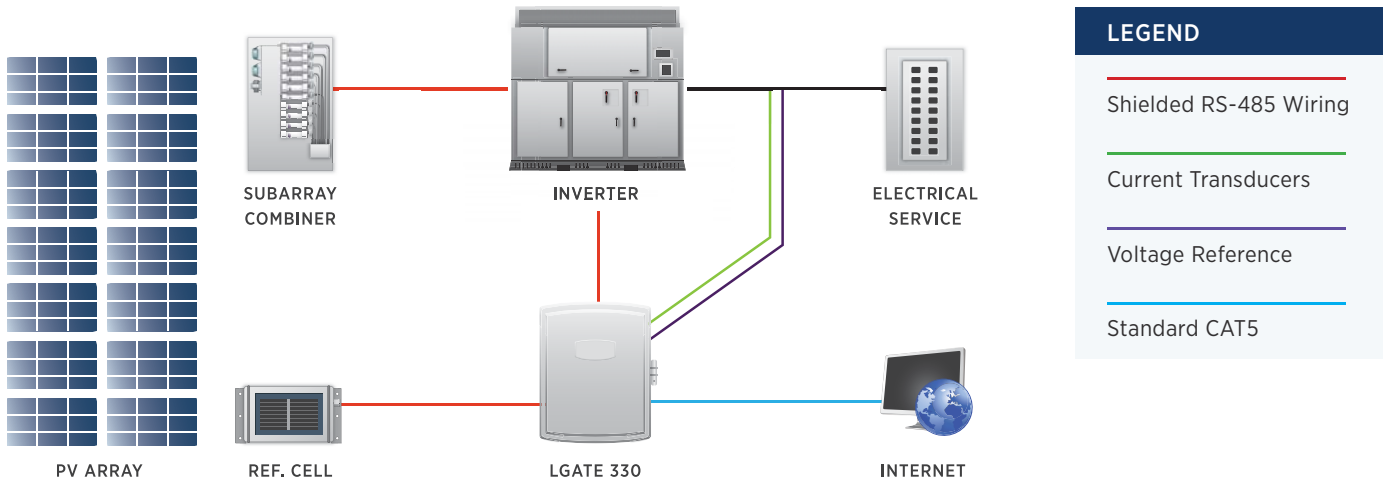 SUBARRAY
COMBINER
INVERTER
ELECTRICAL
SERVICE
PV ARRAY
REF. CELL
LGATE 330
INTERNET
LEGEND
Shielded RS-485 Wiring
Current Transducers
Voltage Reference
Standard CAT5